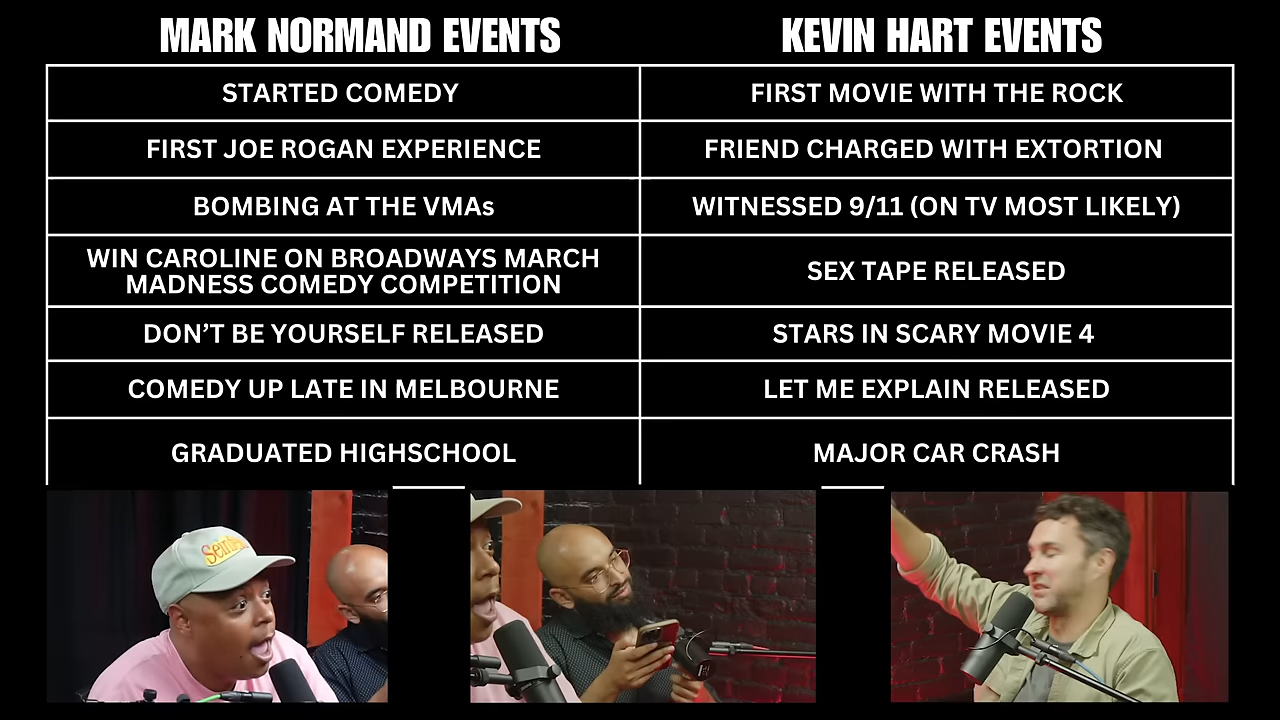 MARK NORMAND EVENTS
KEVIN HART EVENTS
STARTED COMEDY
FIRST MOVIE WITH THE ROCK
FIRST JOE ROGAN EXPERIENCE
FRIEND CHARGED WITH EXTORTION
BOMBING AT THE VMAs
WITNESSED 9/11 (ON TV MOST LIKELY)
WIN CAROLINE ON BROADWAYS MARCH
MADNESS COMEDY COMPETITION
SEX TAPE RELEASED
DON'T BE YOURSELF RELEASED
STARS IN SCARY MOVIE 4
COMEDY UP LATE IN MELBOURNE
LET ME EXPLAIN RELEASED
GRADUATED HIGHSCHOOL
MAJOR CAR CRASH